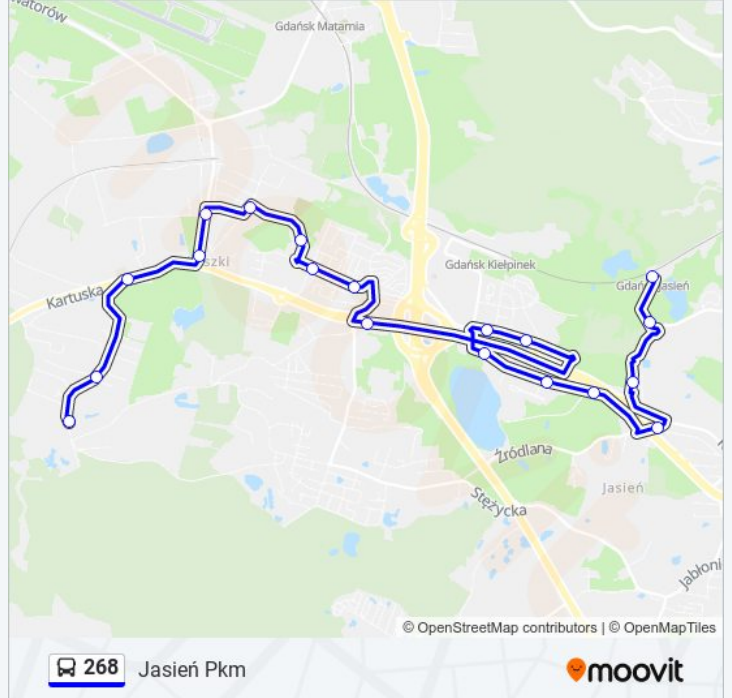 watorów
Gdańsk Matarnia
szki
Gdańsk Kiełpinek
Kartuska
Gdańsk Jasień
Źródlana
Jasień
Stężycka
Jabłoni
© OpenStreetMap contributors | © OpenMapTiles
268 Jasień Pkm
moovit